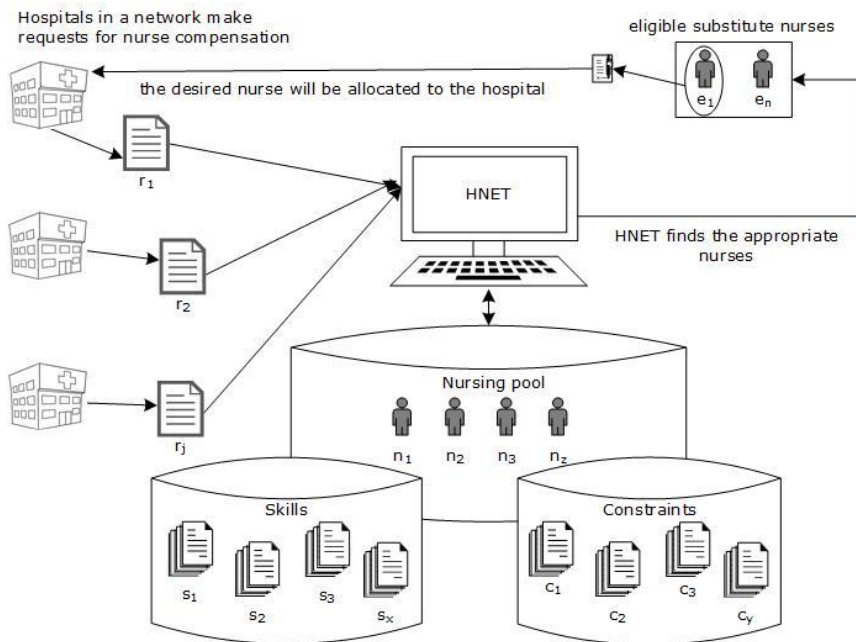 Hospitals in a network make
requests for nurse compensation
eligible substitute nurses
the desired nurse will be allocated to the hospital
e1
en
r1
HNET
HNET finds the appropriate
nurses
r2
Nursing pool
rj
n1
n2
n3
nz
Skills
Constraints
s1
s2
s3
sx
c1
c2
c3
cy